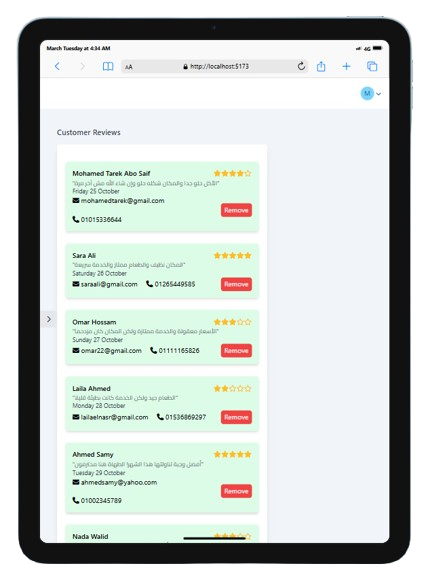 March Tuesday at 4:34 AM
4G
AA
http://localhost:5173
M
Customer Reviews
Mohamed Tarek Abo Saif
"الأكل حلو جدا والمكان شكله حلو وإن شاء الله مش آخر مرة"
Friday 25 October
mohamedtarek@gmail.com
Remove
01015336644
Sara Ali
"المكان نظيف والطعام ممتاز والخدمة سريعة"
Saturday 26 October
saraali@gmail.com 01265449585
Remove
Omar Hossam
"الأسعار معقولة والخدمة ممتازة ولكن المكان كان مزدحما"
Sunday 27 October
omar22@gmail.com 01111165826
Remove
Laila Ahmed
"الطعام جيد ولكن الخدمة كانت بطيئة قليلا"
Monday 28 October
lailaelnasr@gmail.com 01536869297
Remove
Ahmed Samy
"أفضل وجبة تناولتها هذا الشهر! الطهاة هنا محترفون"
Tuesday 29 October
ahmedsamy@yahoo.com
Remove
01002345789
Nada Walid